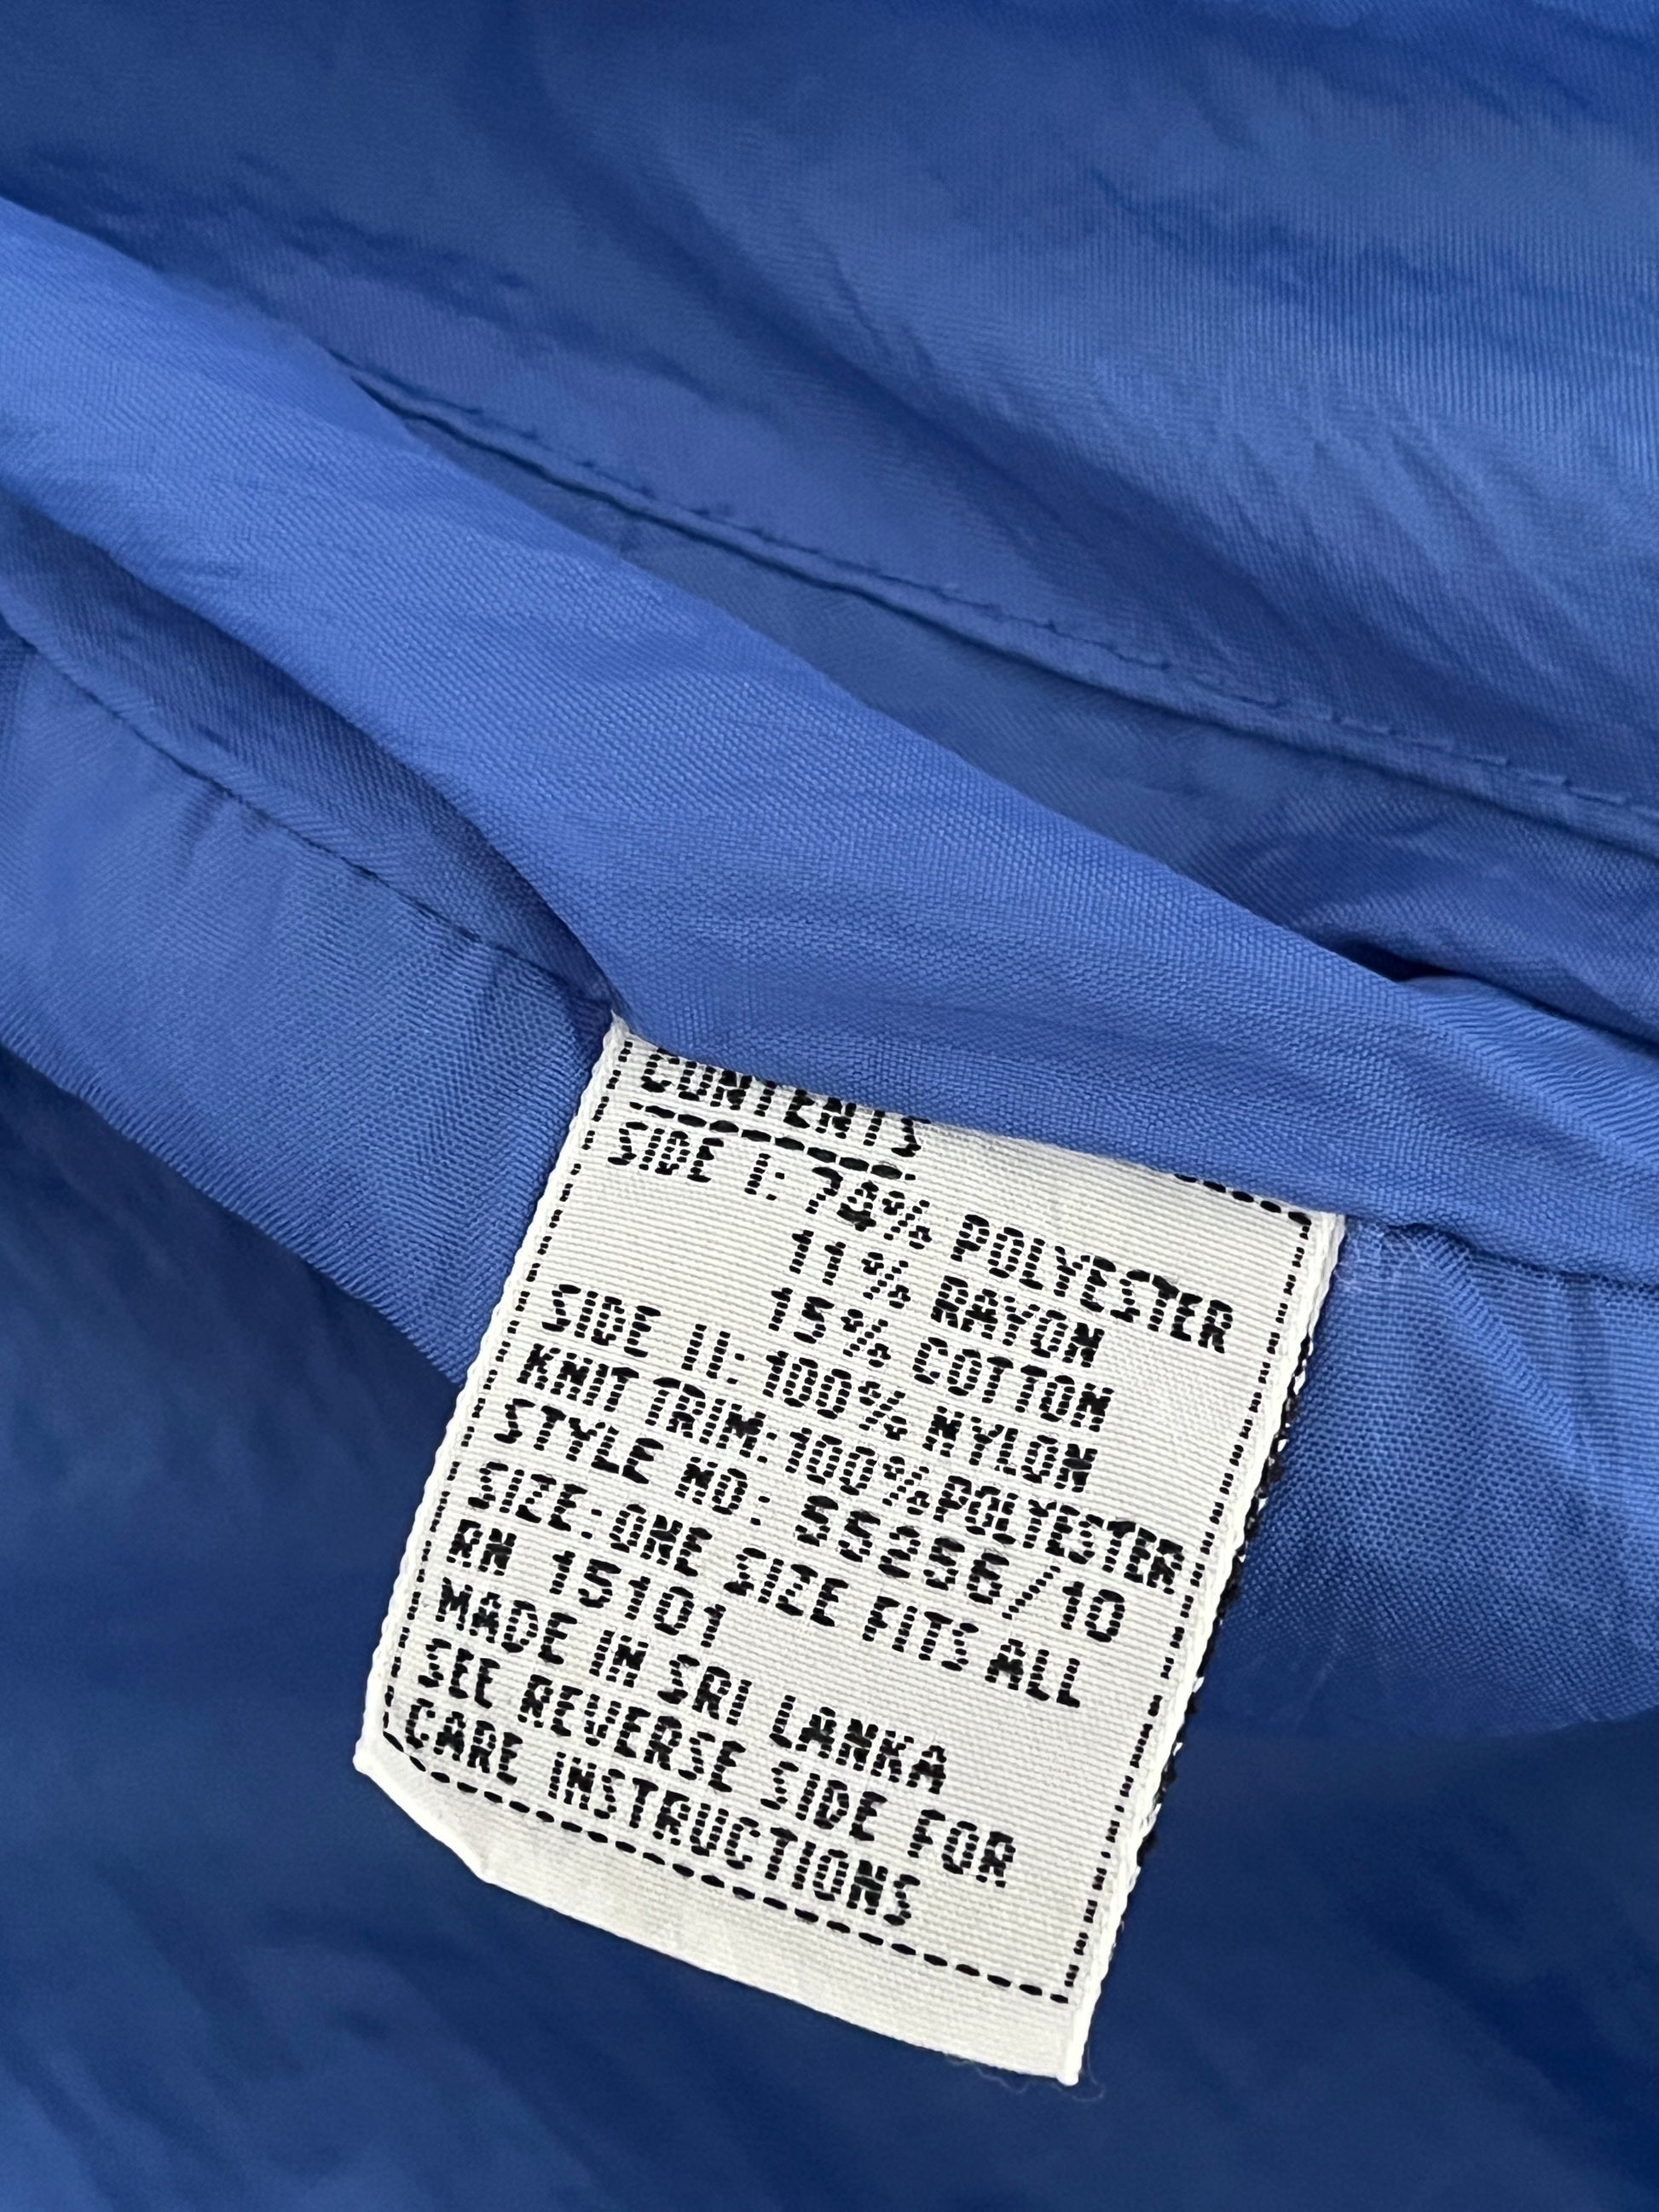 CONTENTS
SIDE I: 74% POLYESTER
11% RAYON
15% COTTON
SIDE II: 100% NYLON
KNIT TRIM: 100% POLYESTER
STYLE NO: 55256/10
SIZE: ONE SIZE FITS ALL
RN 15101
MADE IN SRI LANKA
SEE REVERSE SIDE FOR
CARE INSTRUCTIONS